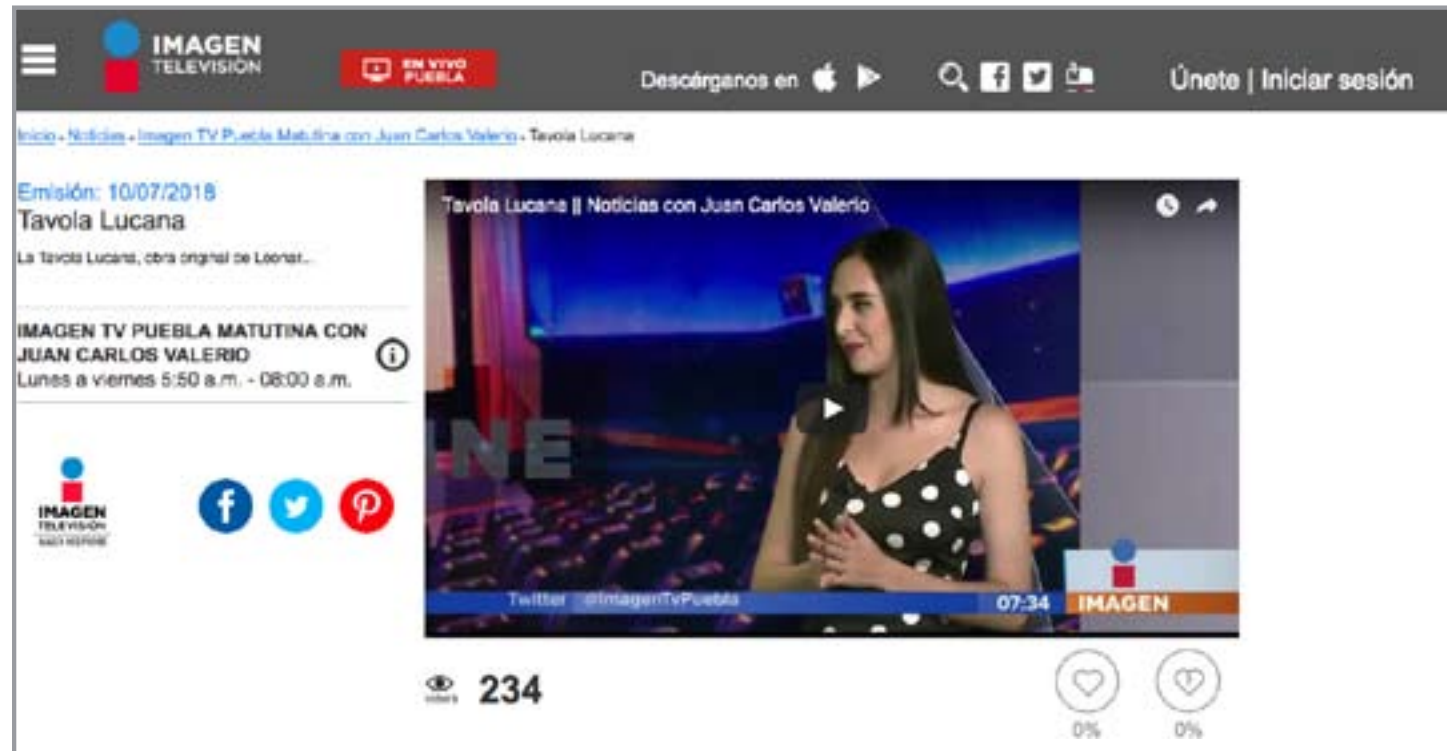 IMAGEN
TELEVISIÓN
EN VIVO
PUEBLA
Descárganos en
Únete | Iniciar sesión
Inicio - Noticias - Imagen TV Puebla Matutina con Juan Carlos Valerio - Tavola Lucana
Emisión: 10/07/2018
Tavola Lucana
La Tavola Lucana, obra original de Leonar...
IMAGEN TV PUEBLA MATUTINA CON
JUAN CARLOS VALERIO
Lunes a viernes 5:50 a.m. - 08:00 a.m.
IMAGEN
TELEVISIÓN
Tavola Lucana || Noticias con Juan Carlos Valerio
NE
Twitter @ImagenTvPuebla
07:34
IMAGEN
234
0%
0%